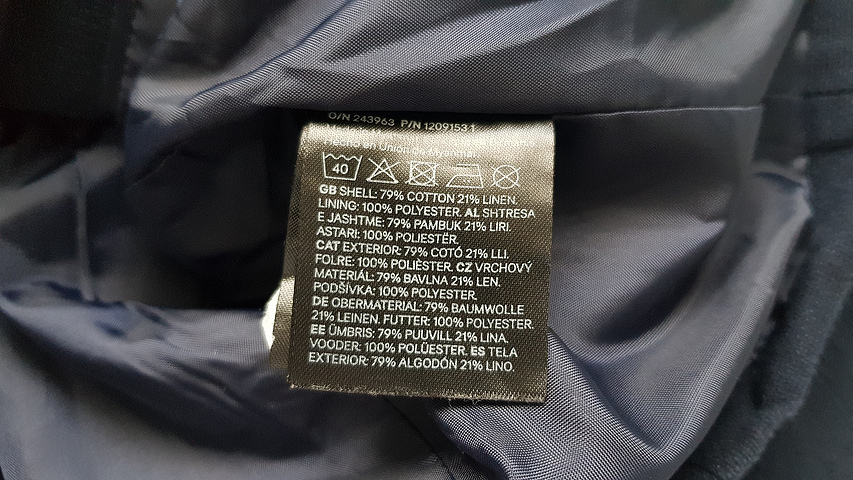 O/N 243963 P/N 12091531
en Unión de Myanmar
40
GB SHELL: 79% COTTON 21% LINEN.
LINING: 100% POLYESTER. AL SHTRESA
E JASHTME: 79% PAMBUK 21% LIRI.
ASTARI: 100% POLIESTËR.
CAT EXTERIOR: 79% COTÓ 21% LLI.
FOLRE: 100% POLIÈSTER. CZ VRCHOVÝ
MATERIÁL: 79% BAVLNA 21% LEN.
PODŠÍVKA: 100% POLYESTER.
DE OBERMATERIAL: 79% BAUMWOLLE
21% LEINEN. FUTTER: 100% POLYESTER.
EE ÜMBRIS: 79% PUUVILL 21% LINA.
VOODER: 100% POLÜESTER. ES TELA
EXTERIOR: 79% ALGODÓN 21% LINO.